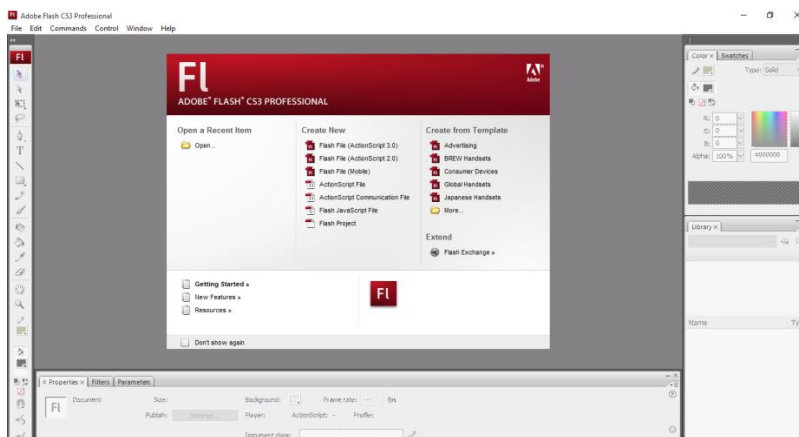 Adobe Flash CS3 Professional
File Edit Commands Control Window Help
Fl
Color × Swatches
Type: Solid
R: 0
G: 0
B: 0
Alpha: 100% #000000
Library ×
Name Ty
Fl
Adobe
ADOBE® FLASH® CS3 PROFESSIONAL
Open a Recent Item
Open...
Create New
Flash File (ActionScript 3.0)
Flash File (ActionScript 2.0)
Flash File (Mobile)
ActionScript File
ActionScript Communication File
Flash JavaScript File
Flash Project
Create from Template
Advertising
BREW Handsets
Consumer Devices
Global Handsets
Japanese Handsets
More...
Extend
Flash Exchange »
Getting Started »
New Features »
Resources »
Fl
Don't show again
Properties × Filters Parameters
Fl
Document Size: Background: Frame rate: --- fps
Publish: Settings... Player: ActionScript: - Profile:
Document class: